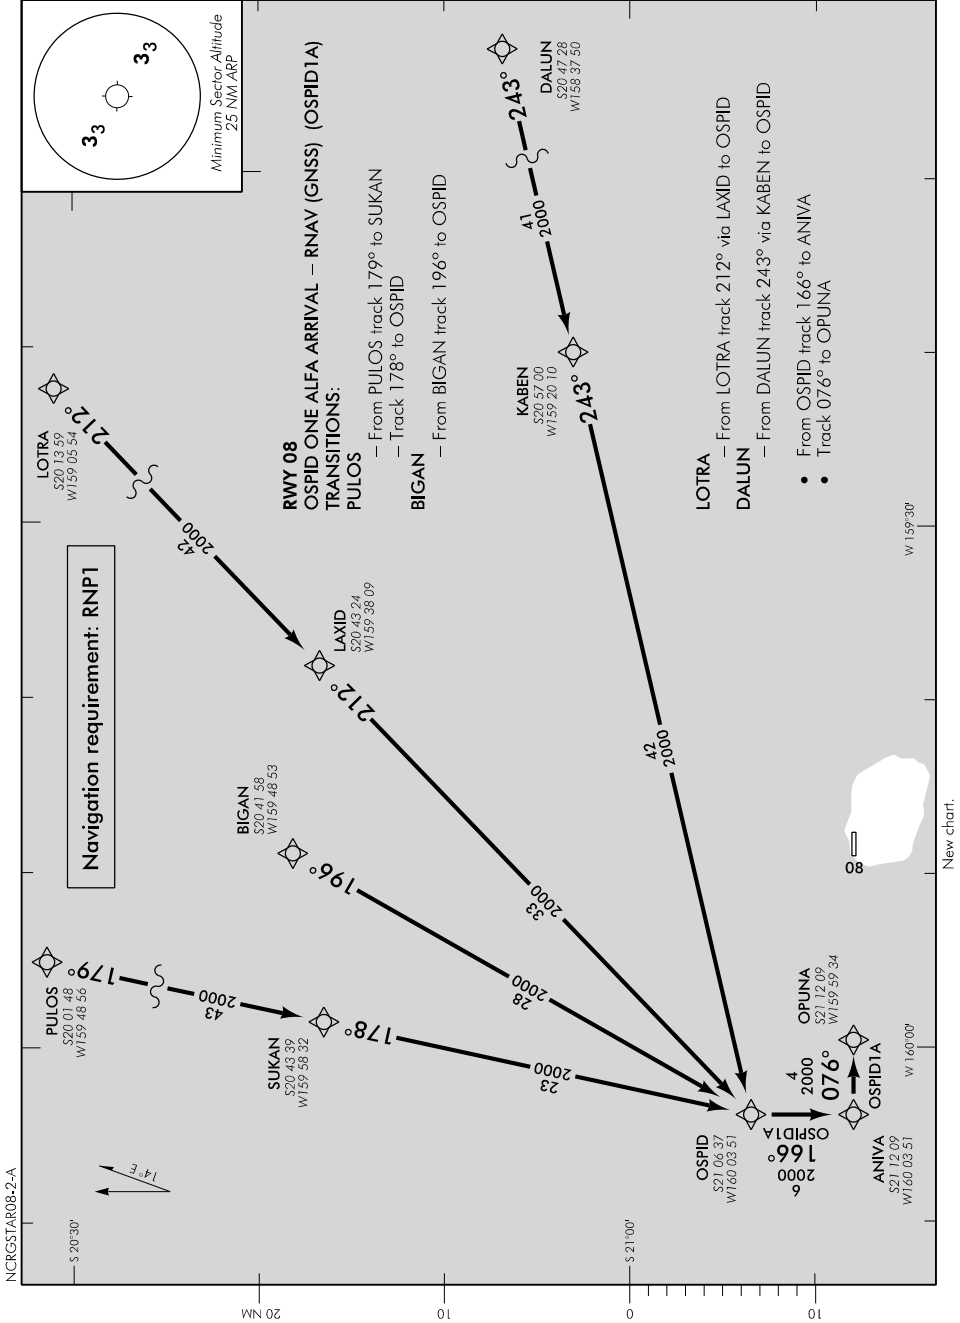 NCRGSTAR08-2-A
33
33
Minimum Sector Altitude
25 NM ARP
Navigation requirement: RNP1
RWY 08
OSPID ONE ALFA ARRIVAL – RNAV (GNSS) (OSPID1A)
TRANSITIONS:
PULOS
– From PULOS track 179° to SUKAN
– Track 178° to OSPID
BIGAN
– From BIGAN track 196° to OSPID
LOTRA
– From LOTRA track 212° via LAXID to OSPID
DALUN
– From DALUN track 243° via KABEN to OSPID
• From OSPID track 166° to ANIVA
• Track 076° to OPUNA
14°E
PULOS
S20 01 48
W159 48 56
179°
43
2000
SUKAN
S20 43 39
W159 58 32
178°
23
2000
BIGAN
S20 41 58
W159 48 53
196°
28
2000
LOTRA
S20 13 59
W159 05 54
212°
42
2000
LAXID
S20 43 24
W159 38 09
212°
33
2000
DALUN
S20 47 28
W158 37 50
243°
41
2000
KABEN
S20 57 00
W159 20 10
243°
42
2000
OSPID
S21 06 37
W160 03 51
OSPID1A
166°
6
2000
ANIVA
S21 12 09
W160 03 51
4
2000
076°
OSPID1A
OPUNA
S21 12 09
W159 59 34
08
S 20°30'
S 21°00'
W 160°00'
W 159°30'
20 NM
10
0
10
New chart.